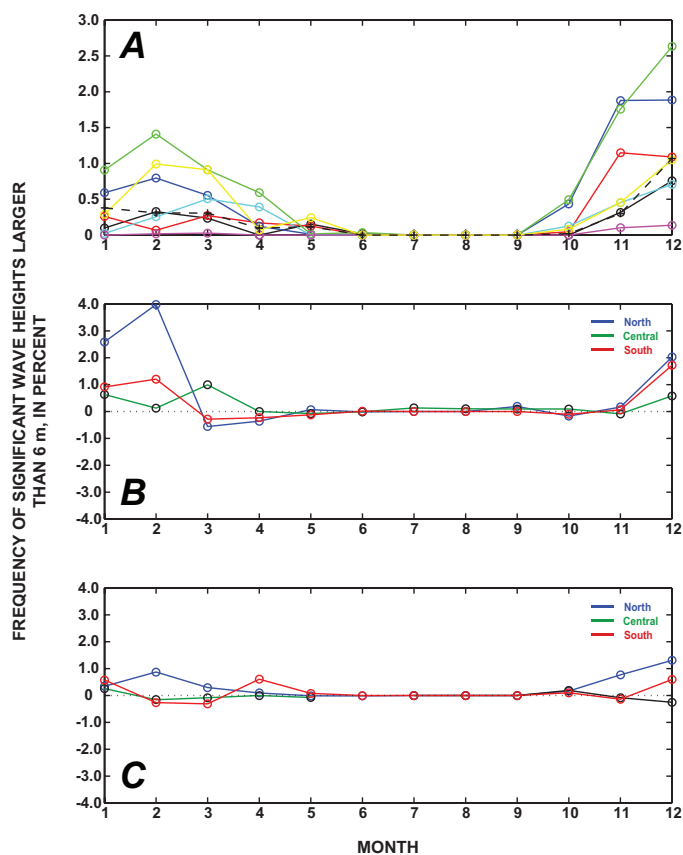 FREQUENCY OF SIGNIFICANT WAVE HEIGHTS LARGER
THAN 6 m, IN PERCENT
A
3.0
2.5
2.0
1.5
1.0
0.5
0
1 2 3 4 5 6 7 8 9 10 11 12
B
4.0
3.0
2.0
1.0
0
-1.0
-2.0
-3.0
-4.0
North
Central
South
1 2 3 4 5 6 7 8 9 10 11 12
C
4.0
3.0
2.0
1.0
0
-1.0
-2.0
-3.0
-4.0
North
Central
South
1 2 3 4 5 6 7 8 9 10 11 12
MONTH